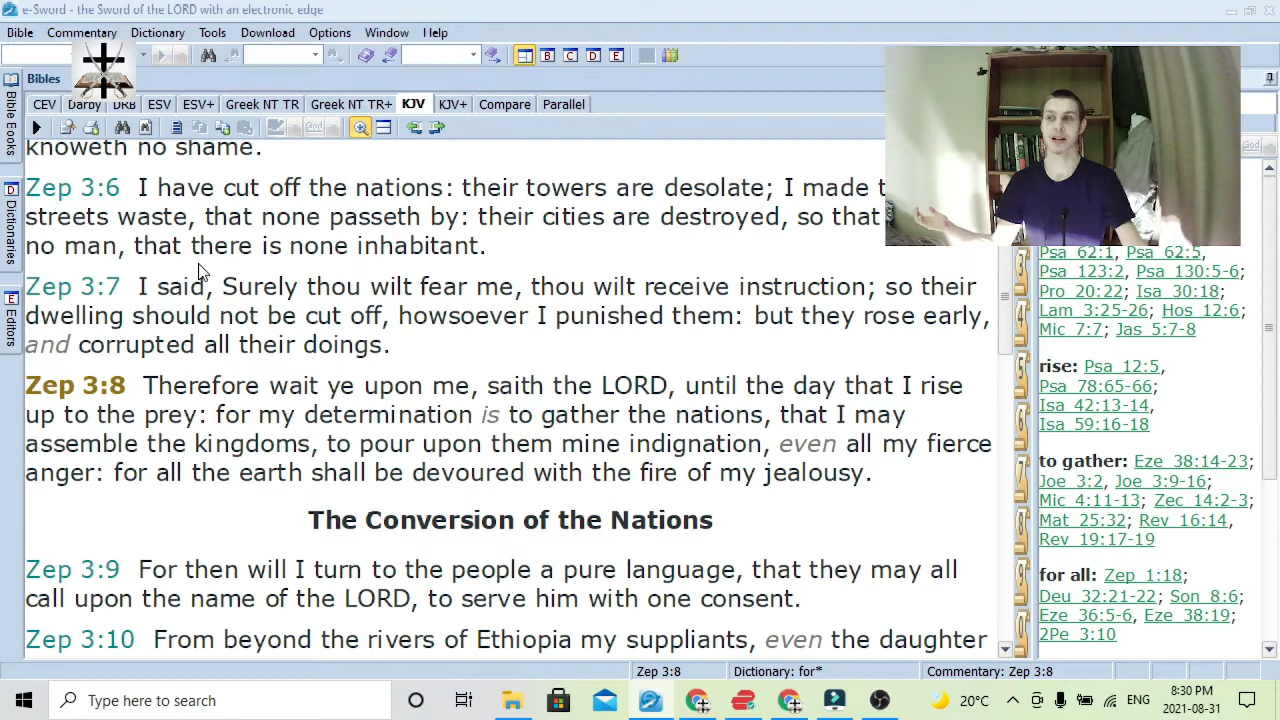 e-Sword - the Sword of the LORD with an electronic edge
Bible Commentary Dictionary Tools Download Options Window Help
Bibles
CEV Darby DRB ESV ESV+ Greek NT TR Greek NT TR+ KJV KJV+ Compare Parallel
Bible Books
Dictionaries
Editors
knoweth no shame.
Zep 3:6 I have cut off the nations: their towers are desolate; I made
streets waste, that none passeth by: their cities are destroyed, so that
no man, that there is none inhabitant.
Zep 3:7 I said, Surely thou wilt fear me, thou wilt receive instruction; so their
dwelling should not be cut off, howsoever I punished them: but they rose early,
and corrupted all their doings.
Zep 3:8 Therefore wait ye upon me, saith the LORD, until the day that I rise
up to the prey: for my determination is to gather the nations, that I may
assemble the kingdoms, to pour upon them mine indignation, even all my fierce
anger: for all the earth shall be devoured with the fire of my jealousy.
The Conversion of the Nations
Zep 3:9 For then will I turn to the people a pure language, that they may all
call upon the name of the LORD, to serve him with one consent.
Zep 3:10 From beyond the rivers of Ethiopia my suppliants, even the daughter
Psa 62:1, Psa 62:5,
Psa 123:2, Psa 130:5-6;
Pro 20:22; Isa 30:18;
Lam 3:25-26; Hos 12:6;
Mic 7:7; Jas 5:7-8
rise: Psa 12:5,
Psa 78:65-66;
Isa 42:13-14,
Isa 59:16-18
to gather: Eze 38:14-23;
Joe 3:2, Joe 3:9-16;
Mic 4:11-13; Zec 14:2-3;
Mat 25:32; Rev 16:14,
Rev 19:17-19
for all: Zep 1:18;
Deu 32:21-22; Son 8:6;
Eze 36:5-6, Eze 38:19;
2Pe 3:10
Zep 3:8 Dictionary: for* Commentary: Zep 3:8
Type here to search
20°C ENG 8:30 PM
2021-08-31